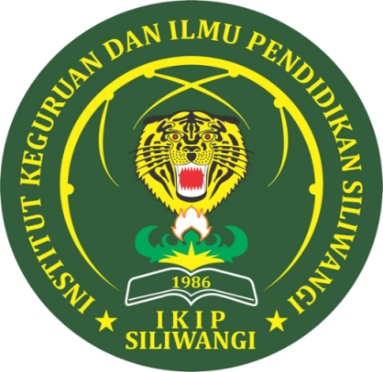 INSTITUT KEGURUAN DAN ILMU PENDIDIKAN SILIWANGI
1986
IKIP
SILIWANGI